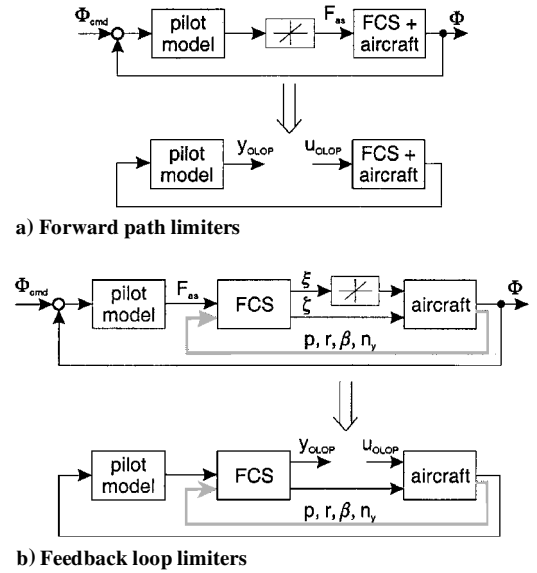 Φcmd
pilot model
Fas
FCS + aircraft
Φ
pilot model
yOLOP
uOLOP
FCS + aircraft
a) Forward path limiters
Φcmd
pilot model
Fas
FCS
ξ
ζ
aircraft
Φ
p, r, β, ny
pilot model
FCS
yOLOP
uOLOP
aircraft
p, r, β, ny
b) Feedback loop limiters